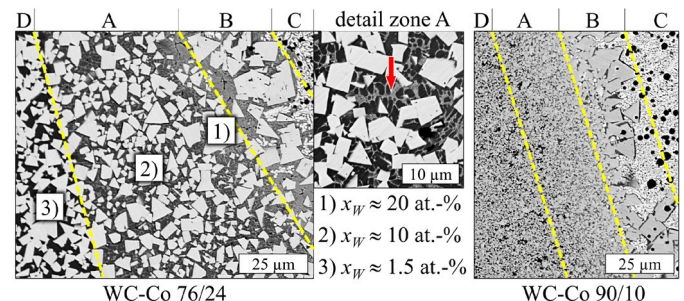 D A B C
detail zone A
D A B C
1)
2)
3)
10 µm
1) x_W ≈ 20 at.-%
2) x_W ≈ 10 at.-%
3) x_W ≈ 1.5 at.-%
25 µm
25 µm
WC-Co 76/24
WC-Co 90/10